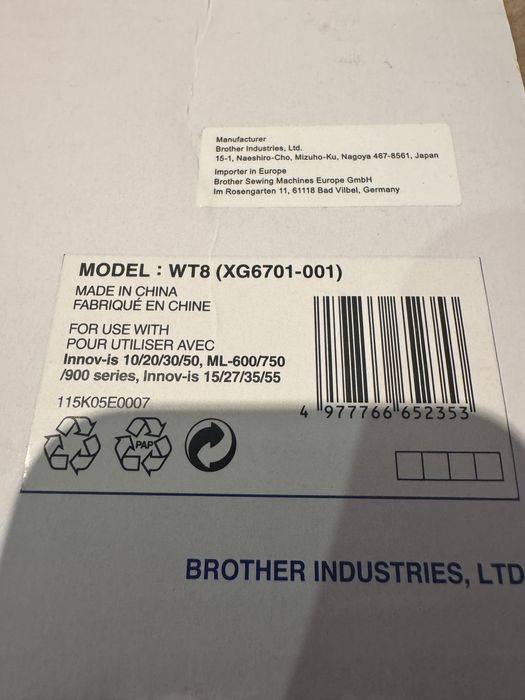 Manufacturer
Brother Industries, Ltd.
15-1, Naeshiro-Cho, Mizuho-Ku, Nagoya 467-8561, Japan
Importer in Europe
Brother Sewing Machines Europe GmbH
Im Rosengarten 11, 61118 Bad Vilbel, Germany
MODEL : WT8 (XG6701-001)
MADE IN CHINA
FABRIQUÉ EN CHINE
FOR USE WITH
POUR UTILISER AVEC
Innov-is 10/20/30/50, ML-600/750
/900 series, Innov-is 15/27/35/55
115K05E0007
4 977766 652353
PAP
BROTHER INDUSTRIES, LTD